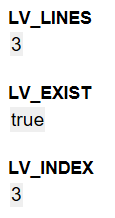 LV_LINES
3
LV_EXIST
true
LV_INDEX
3